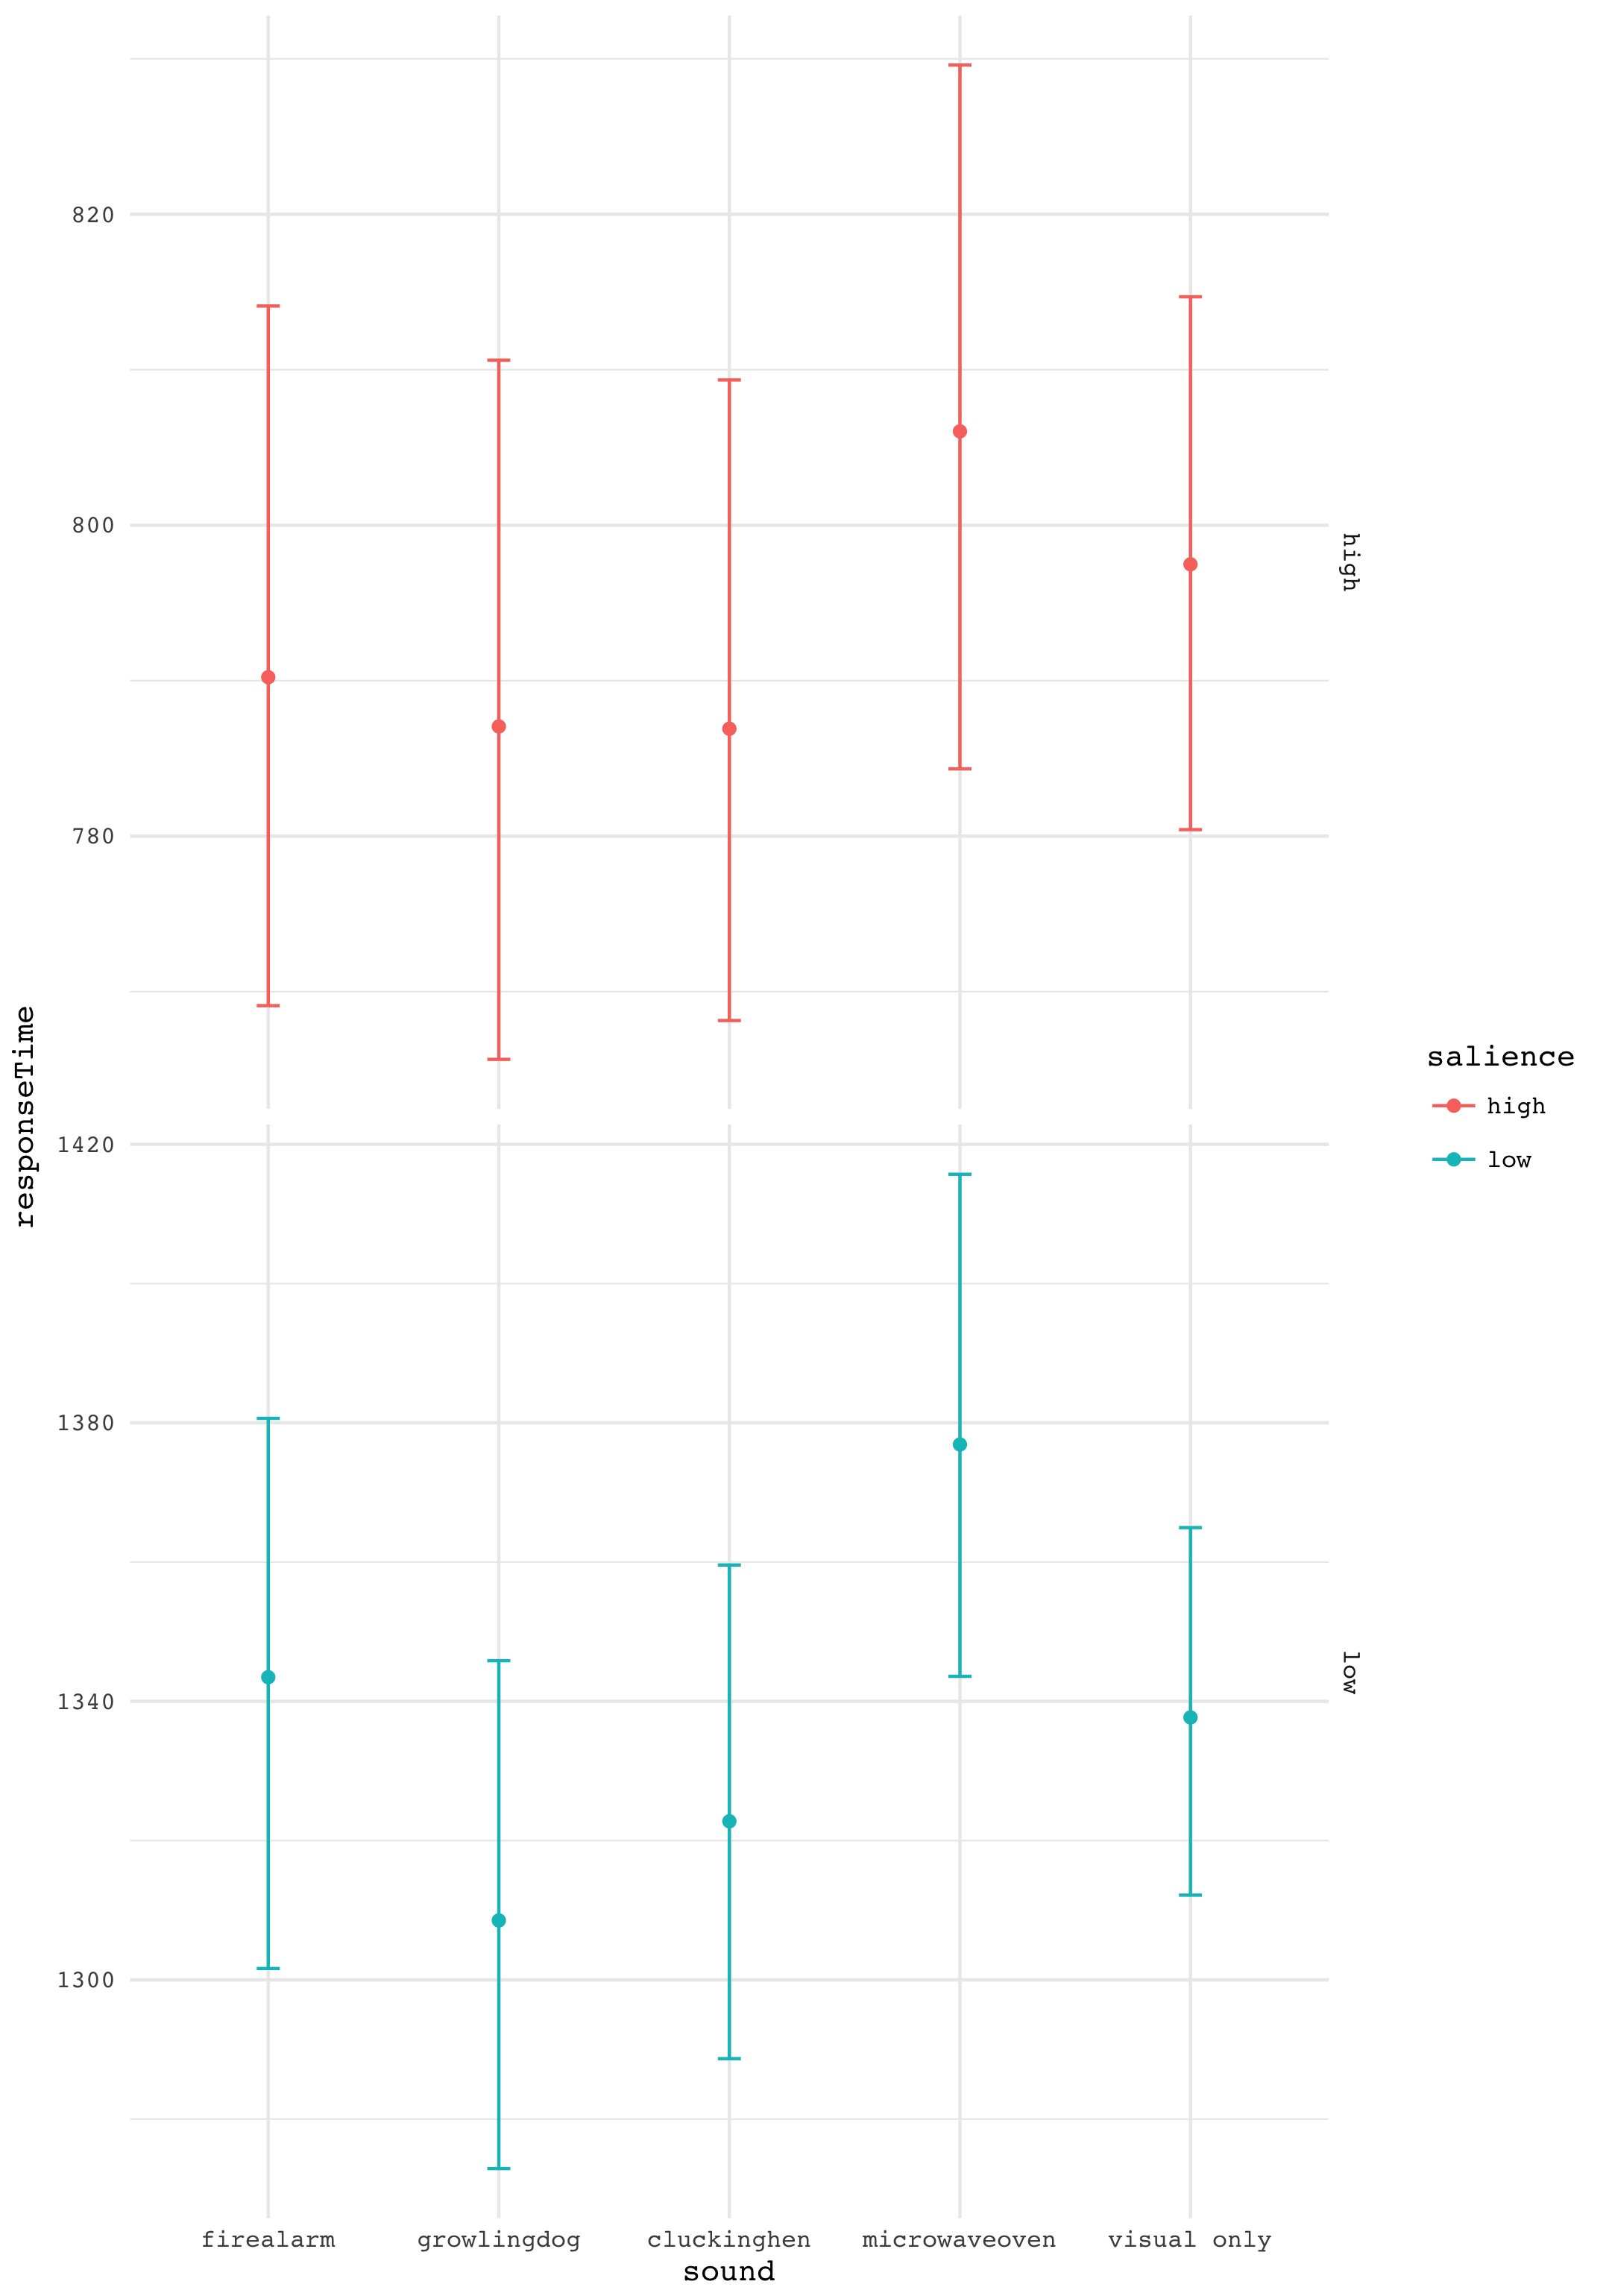 820
800
780
high
responseTime
1420
1380
1340
1300
low
salience
high
low
firealarm growlingdog cluckinghen microwaveoven visual only
sound